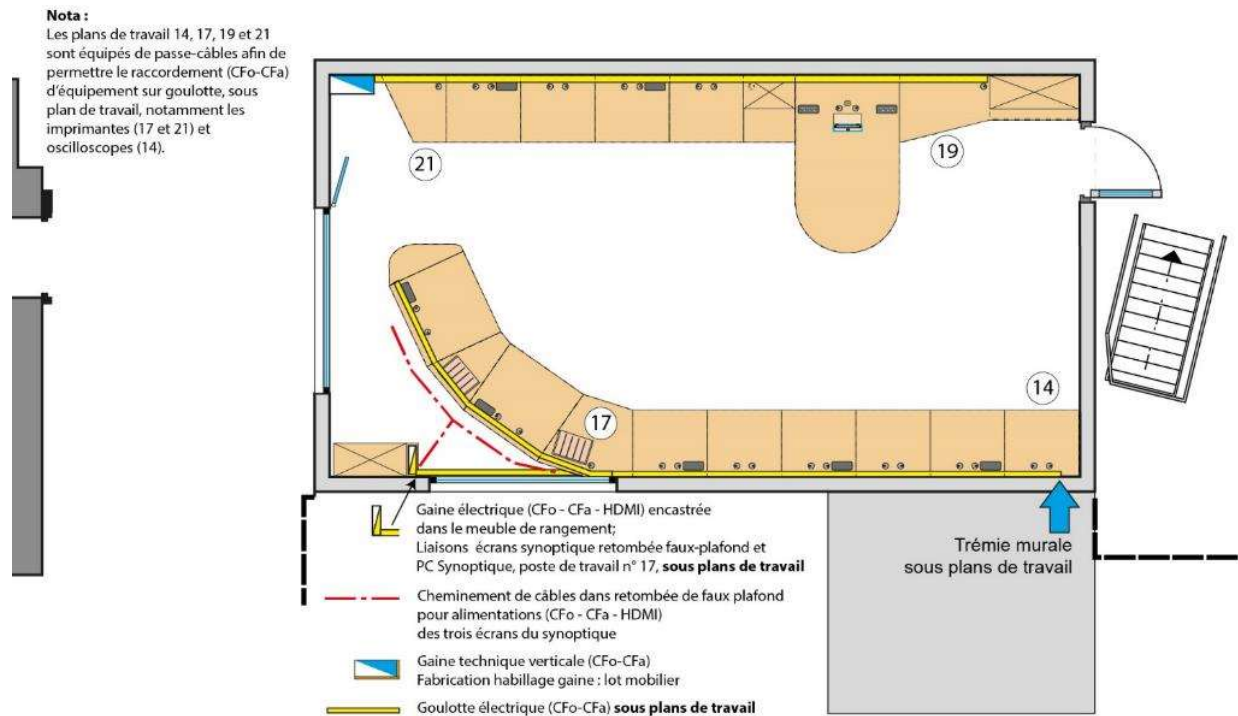 Nota :
Les plans de travail 14, 17, 19 et 21
sont équipés de passe-câbles afin de
permettre le raccordement (CFo-CFa)
d'équipement sur goulotte, sous
plan de travail, notamment les
imprimantes (17 et 21) et
oscilloscopes (14).
21
19
17
14
Gaine électrique (CFo - CFa - HDMI) encastrée
dans le meuble de rangement;
Liaisons écrans synoptique retombée faux-plafond et
PC Synoptique, poste de travail n° 17, sous plans de travail
Trémie murale
sous plans de travail
Cheminement de câbles dans retombée de faux plafond
pour alimentations (CFo - CFa - HDMI)
des trois écrans du synoptique
Gaine technique verticale (CFo-CFa)
Fabrication habillage gaine : lot mobilier
Goulotte électrique (CFo-CFa) sous plans de travail